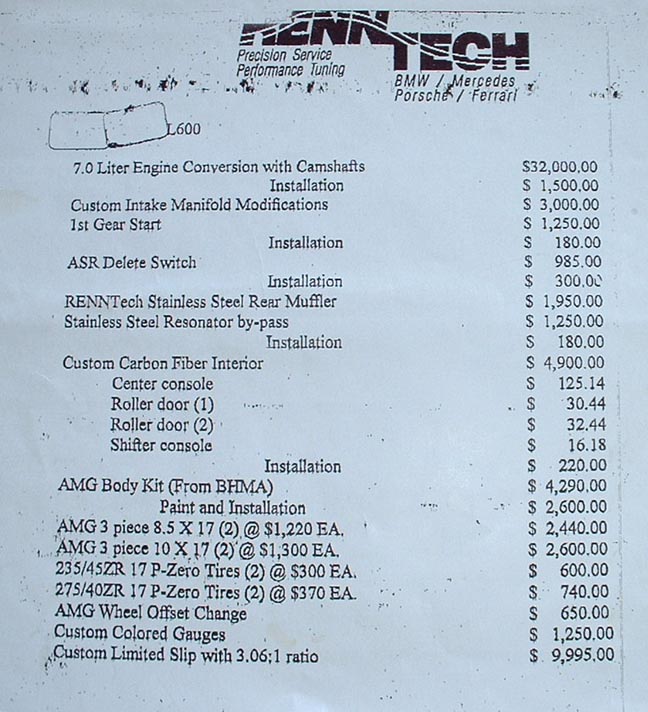 RENN TECH
Precision Service
Performance Tuning
BMW / Mercedes
Porsche / Ferrari
L600
7.0 Liter Engine Conversion with Camshafts $32,000.00
Installation $ 1,500.00
Custom Intake Manifold Modifications $ 3,000.00
1st Gear Start $ 1,250.00
Installation $ 180.00
ASR Delete Switch $ 985.00
Installation $ 300.00
RENNTech Stainless Steel Rear Muffler $ 1,950.00
Stainless Steel Resonator by-pass $ 1,250.00
Installation $ 180.00
Custom Carbon Fiber Interior $ 4,900.00
Center console $ 125.14
Roller door (1) $ 30.44
Roller door (2) $ 32.44
Shifter console $ 16.18
Installation $ 220.00
AMG Body Kit (From BHMA) $ 4,290.00
Paint and Installation $ 2,600.00
AMG 3 piece 8.5 X 17 (2) @ $1,220 EA. $ 2,440.00
AMG 3 piece 10 X 17 (2) @ $1,300 EA. $ 2,600.00
235/45ZR 17 P-Zero Tires (2) @ $300 EA. $ 600.00
275/40ZR 17 P-Zero Tires (2) @ $370 EA. $ 740.00
AMG Wheel Offset Change $ 650.00
Custom Colored Gauges $ 1,250.00
Custom Limited Slip with 3.06;1 ratio $ 9,995.00